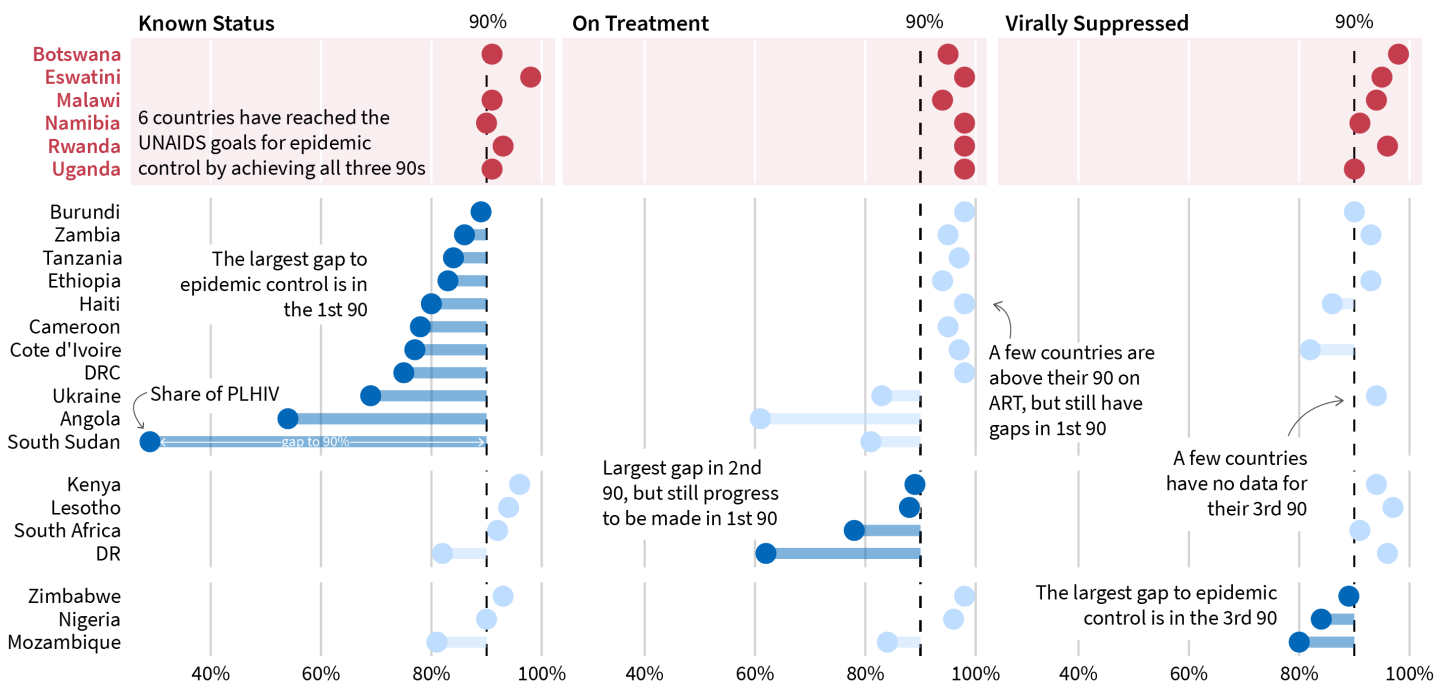 Known Status 90% On Treatment 90% Virally Suppressed 90%
Botswana
Eswatini
Malawi
Namibia
Rwanda
Uganda
6 countries have reached the
UNAIDS goals for epidemic
control by achieving all three 90s
Burundi
Zambia
Tanzania
Ethiopia
Haiti
Cameroon
Cote d'Ivoire
DRC
Ukraine
Angola
South Sudan
The largest gap to
epidemic control is in
the 1st 90
Share of PLHIV
gap to 90%
A few countries are
above their 90 on
ART, but still have
gaps in 1st 90
A few countries
have no data for
their 3rd 90
Kenya
Lesotho
South Africa
DR
Largest gap in 2nd
90, but still progress
to be made in 1st 90
Zimbabwe
Nigeria
Mozambique
The largest gap to epidemic
control is in the 3rd 90
40% 60% 80% 100% 40% 60% 80% 100% 40% 60% 80% 100%